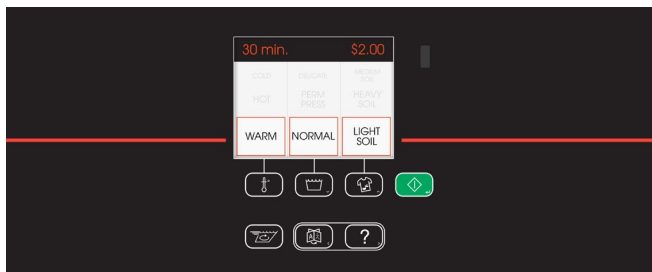 30 min. $2.00
COLD DELICATE MEDIUM
SOIL
HOT PERM
PRESS HEAVY
SOIL
WARM NORMAL LIGHT
SOIL
A Z
?